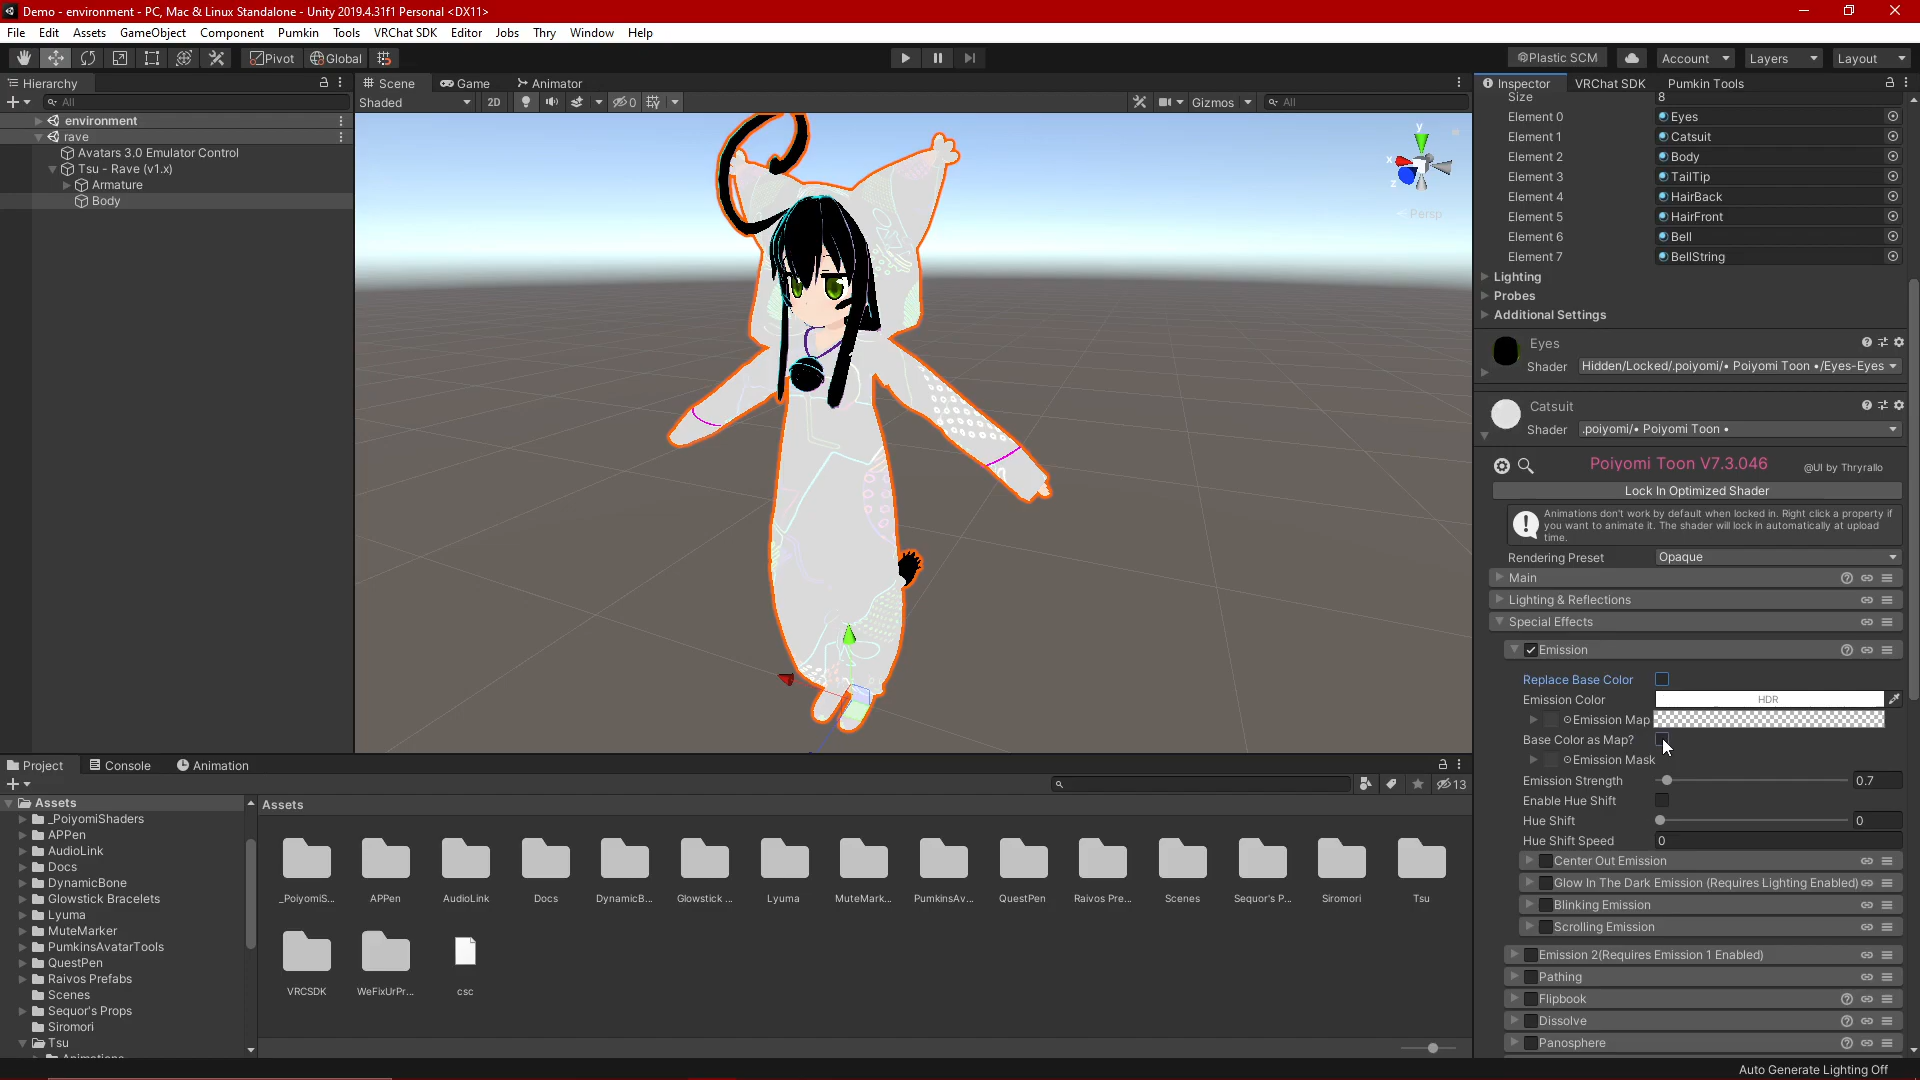 Demo - environment - PC, Mac & Linux Standalone - Unity 2019.4.31f1 Personal <DX11>
File Edit Assets GameObject Component Pumkin Tools VRChat SDK Editor Jobs Thry Window Help
Pivot Global Plastic SCM Account Layers Layout
Hierarchy
All
environment
rave
Avatars 3.0 Emulator Control
Tsu - Rave (v1.x)
Armature
Body
Scene Game Animator
Shaded 2D 0 Gizmos All
y
x
z
Persp
Inspector VRChat SDK Pumkin Tools
Size 8
Element 0 Eyes
Element 1 Catsuit
Element 2 Body
Element 3 TailTip
Element 4 HairBack
Element 5 HairFront
Element 6 Bell
Element 7 BellString
Lighting
Probes
Additional Settings
Eyes
Shader Hidden/Locked/.poiyomi/• Poiyomi Toon •/Eyes-Eyes
Catsuit
Shader .poiyomi/• Poiyomi Toon •
Poiyomi Toon V7.3.046 @UI by Thryrallo
Lock In Optimized Shader
Animations don't work by default when locked in. Right click a property if
you want to animate it. The shader will lock in automatically at upload
time.
Rendering Preset Opaque
Main
Lighting & Reflections
Special Effects
Emission
Replace Base Color
Emission Color HDR
Emission Map
Base Color as Map?
Emission Mask
Emission Strength 0.7
Enable Hue Shift
Hue Shift 0
Hue Shift Speed 0
Center Out Emission
Glow In The Dark Emission (Requires Lighting Enabled)
Blinking Emission
Scrolling Emission
Emission 2(Requires Emission 1 Enabled)
Pathing
Flipbook
Dissolve
Panosphere
Project Console Animation
13
Assets
_PoiyomiShaders
APPen
AudioLink
Docs
DynamicBone
Glowstick Bracelets
Lyuma
MuteMarker
PumkinsAvatarTools
QuestPen
Raivos Prefabs
Scenes
Sequor's Props
Siromori
Tsu
Animations
Assets
_PoiyomiS... APPen AudioLink Docs DynamicB... Glowstick ... Lyuma MuteMark... PumkinsAv... QuestPen Raivos Pre... Scenes Sequor's P... Siromori Tsu
VRCSDK WeFixUrPr... csc
Auto Generate Lighting Off